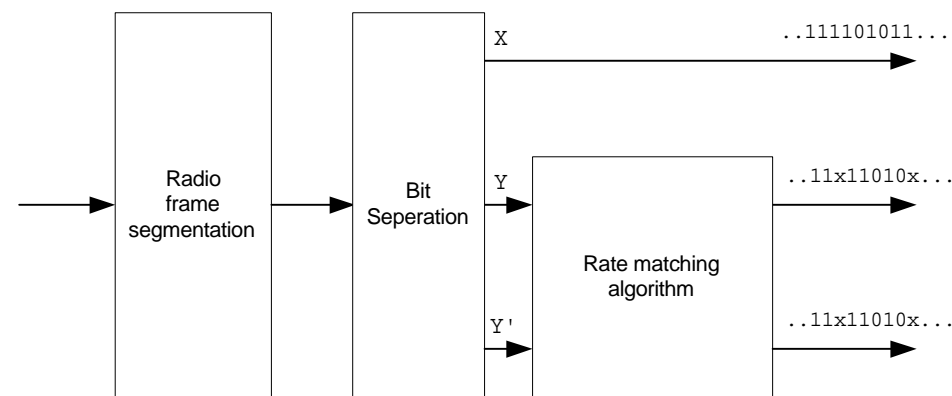 X
..111101011...
Radio
frame
segmentation
Bit
Seperation
Y
..11x11010x...
Rate matching
algorithm
Y'
..11x11010x...